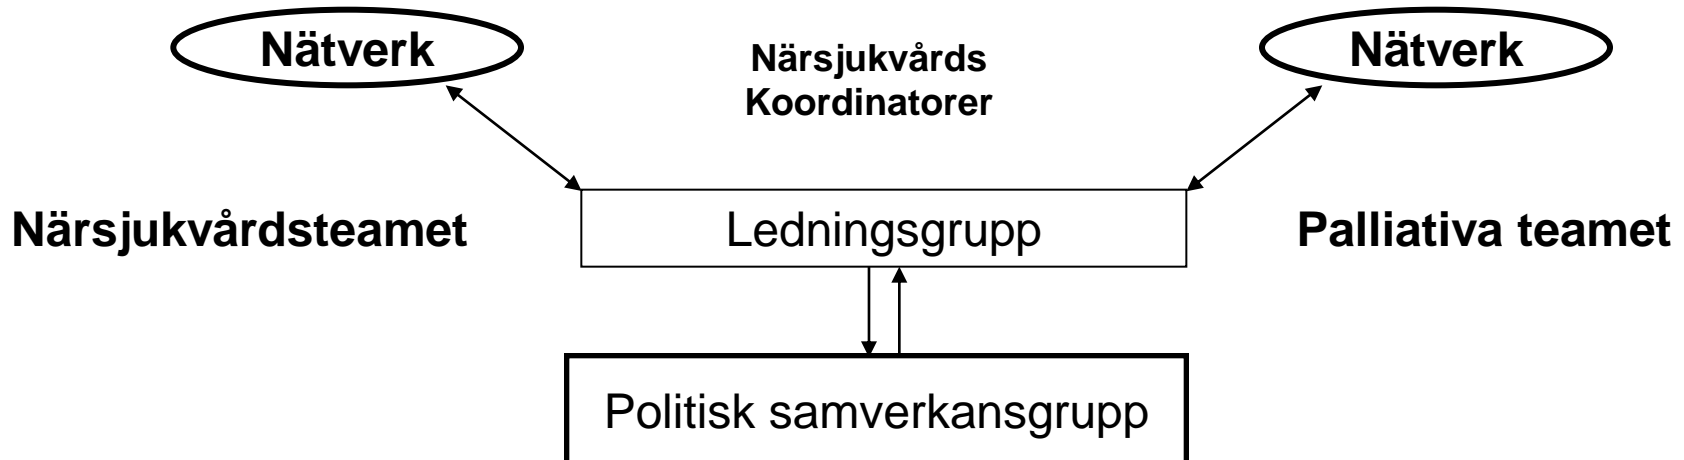 Nätverk
Närsjukvårds
Koordinatorer
Nätverk
Närsjukvårdsteamet
Ledningsgrupp
Palliativa teamet
Politisk samverkansgrupp